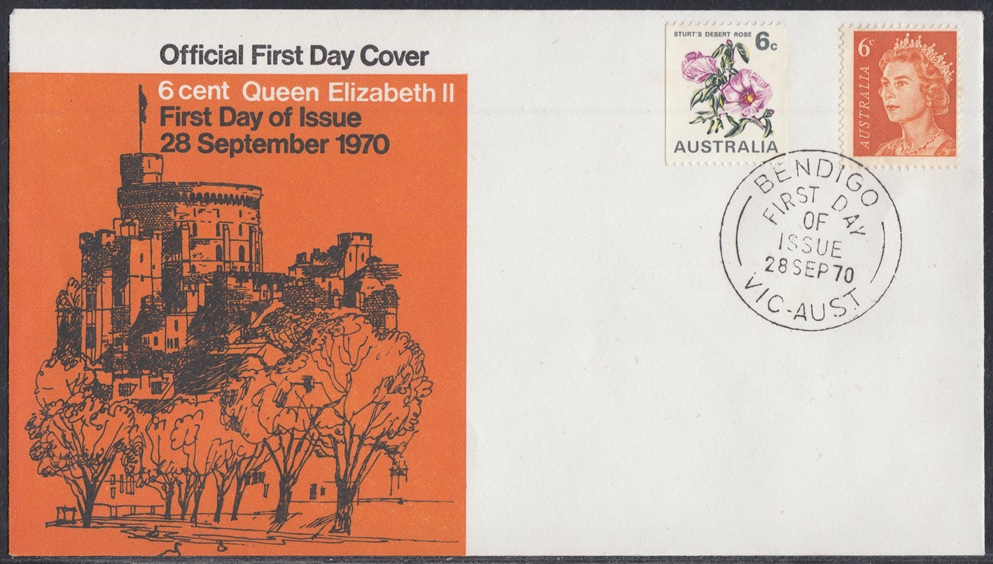 Official First Day Cover
6 cent Queen Elizabeth II
First Day of Issue
28 September 1970
STURT'S DESERT ROSE 6c
AUSTRALIA
6c
AUSTRALIA
BENDIGO
FIRST DAY
OF
ISSUE
28 SEP 70
VIC-AUST